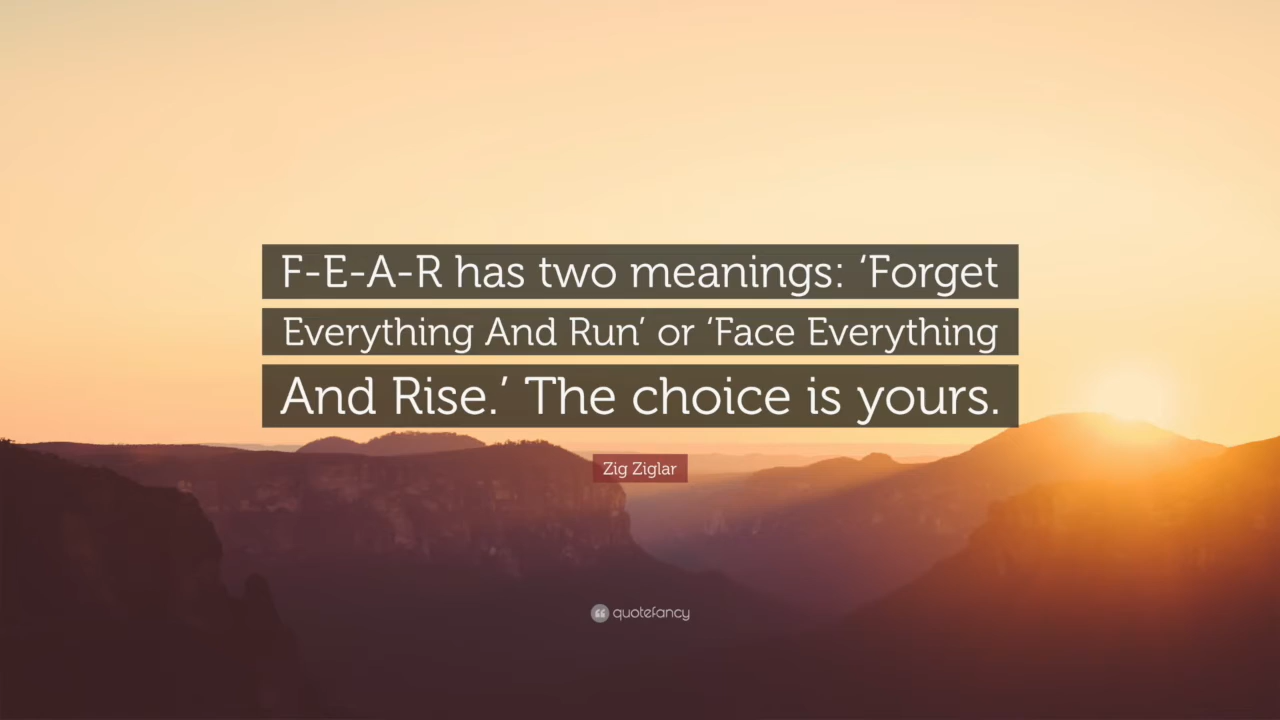 F-E-A-R has two meanings: ‘Forget
Everything And Run’ or ‘Face Everything
And Rise.’ The choice is yours.
Zig Ziglar
quotefancy